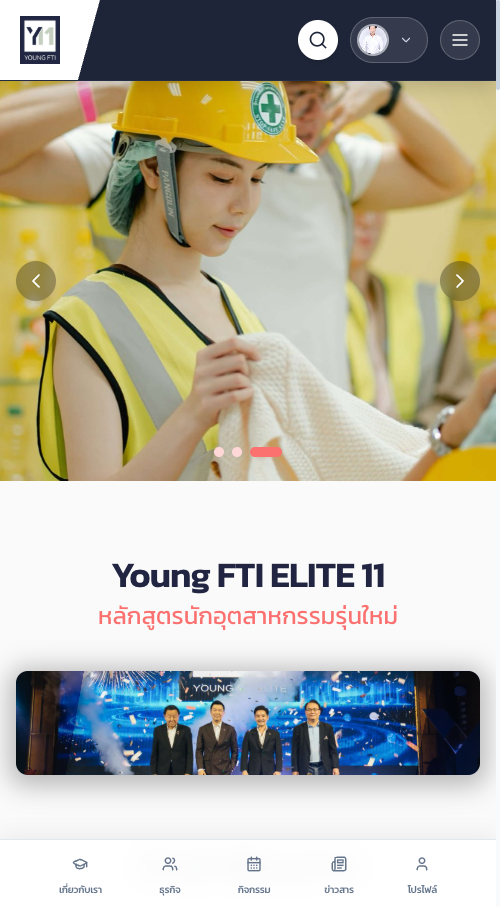 Y11
YOUNG FTI
PANGOLIN
Young FTI ELITE 11
หลักสูตรนักอุตสาหกรรมรุ่นใหม่
YOUNG
เกี่ยวกับเรา
ธุรกิจ
กิจกรรม
ข่าวสาร
โปรไฟล์